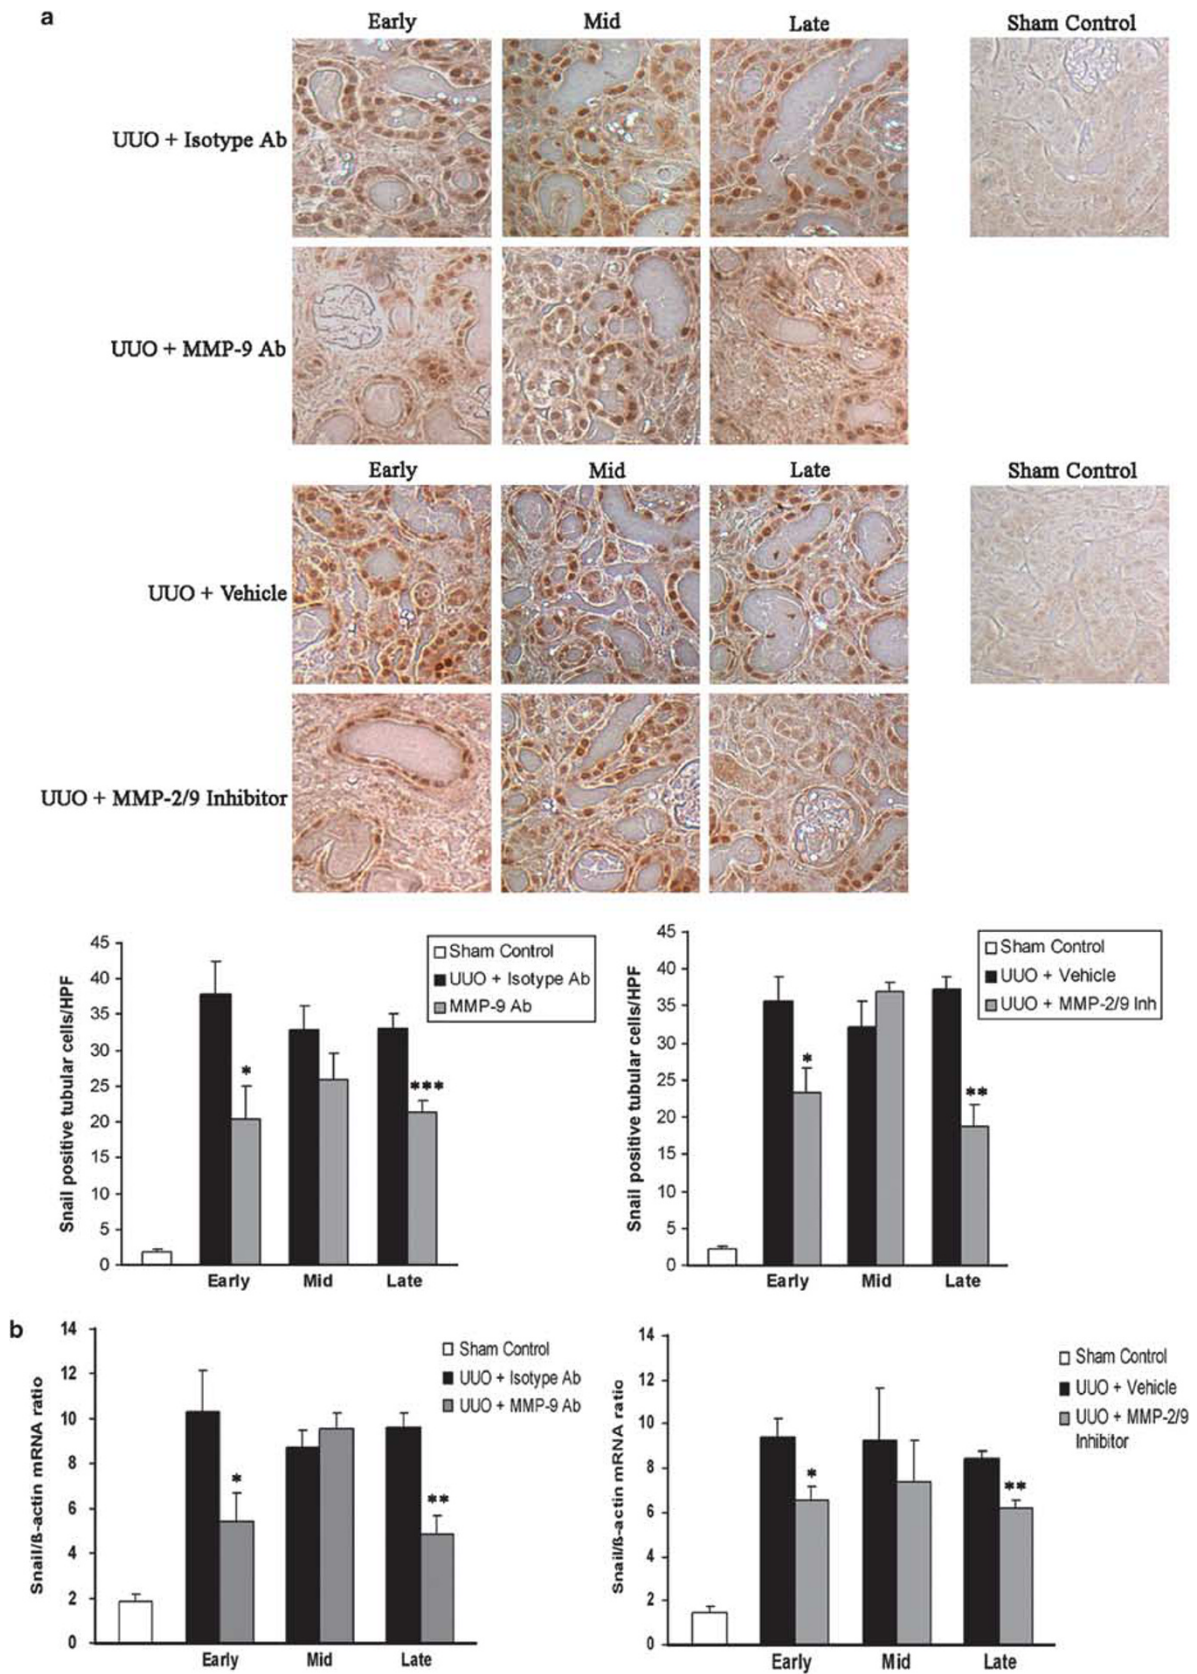 a
Early Mid Late Sham Control
UUO + Isotype Ab
UUO + MMP-9 Ab
Early Mid Late Sham Control
UUO + Vehicle
UUO + MMP-2/9 Inhibitor
Snail positive tubular cells/HPF
45
40
35
30
25
20
15
10
5
0
Sham Control
UUO + Isotype Ab
MMP-9 Ab
*
***
Early Mid Late
Snail positive tubular cells/HPF
45
40
35
30
25
20
15
10
5
0
Sham Control
UUO + Vehicle
UUO + MMP-2/9 Inh
*
**
Early Mid Late
b
Snail/ß-actin mRNA ratio
14
12
10
8
6
4
2
0
Sham Control
UUO + Isotype Ab
UUO + MMP-9 Ab
*
**
Early Mid Late
Snail/ß-actin mRNA ratio
14
12
10
8
6
4
2
0
Sham Control
UUO + Vehicle
UUO + MMP-2/9
Inhibitor
*
**
Early Mid Late